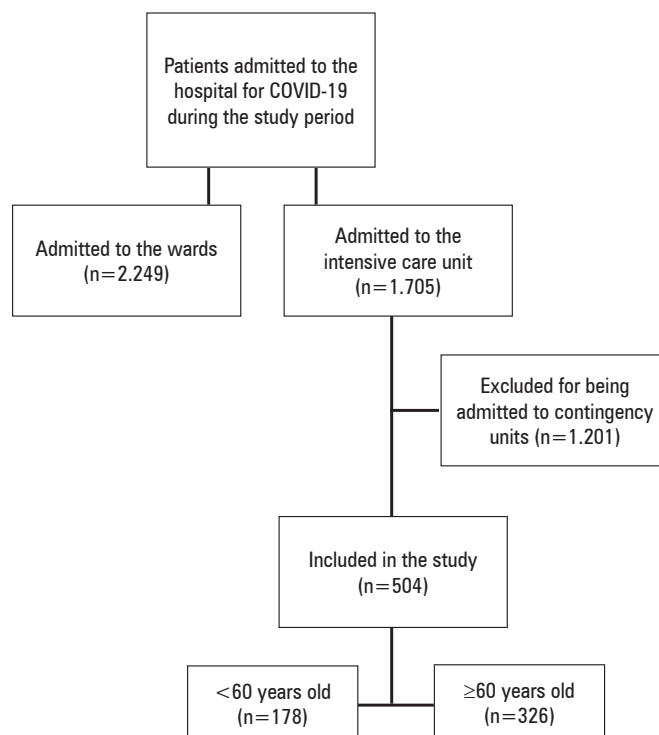 Patients admitted to the
hospital for COVID-19
during the study period
Admitted to the wards
(n=2.249)
Admitted to the
intensive care unit
(n=1.705)
Excluded for being
admitted to contingency
units (n=1.201)
Included in the study
(n=504)
<60 years old
(n=178)
≥60 years old
(n=326)